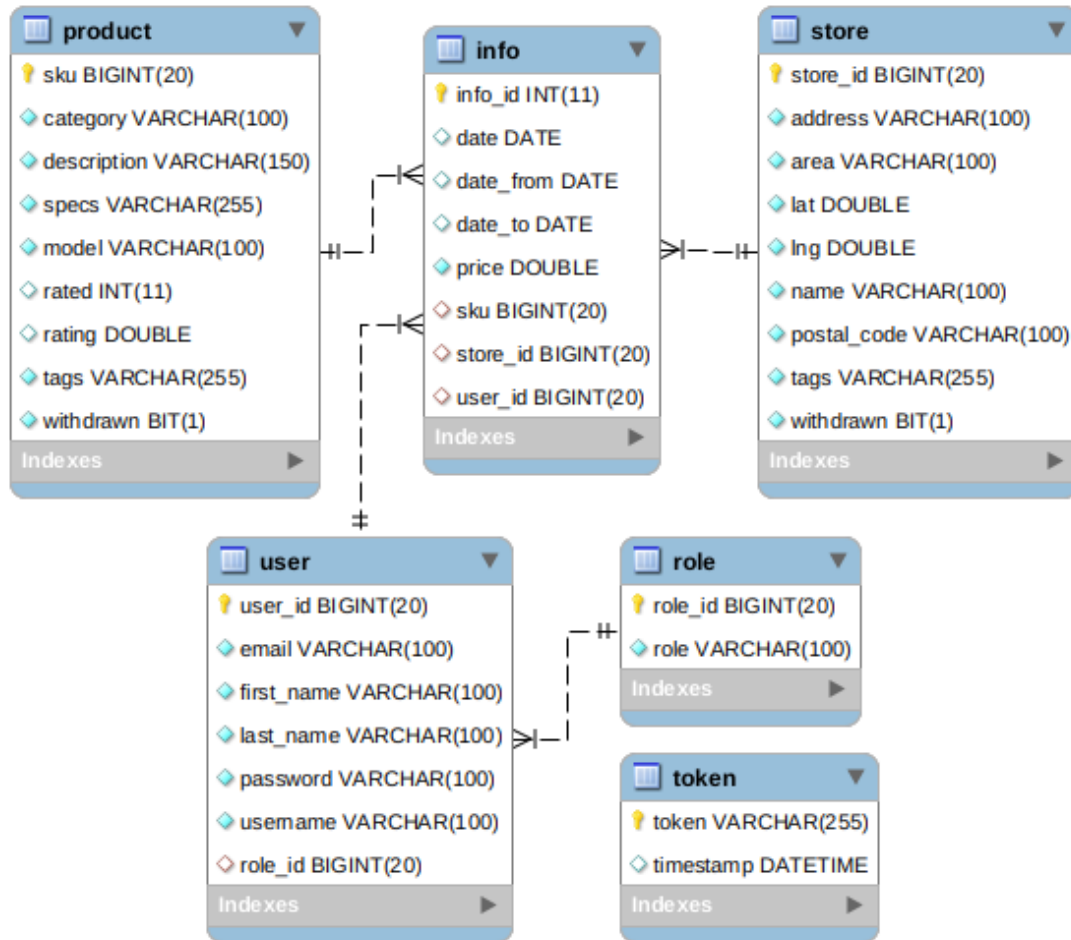 product
sku BIGINT(20)
category VARCHAR(100)
description VARCHAR(150)
specs VARCHAR(255)
model VARCHAR(100)
rated INT(11)
rating DOUBLE
tags VARCHAR(255)
withdrawn BIT(1)
Indexes
info
info_id INT(11)
date DATE
date_from DATE
date_to DATE
price DOUBLE
sku BIGINT(20)
store_id BIGINT(20)
user_id BIGINT(20)
Indexes
store
store_id BIGINT(20)
address VARCHAR(100)
area VARCHAR(100)
lat DOUBLE
lng DOUBLE
name VARCHAR(100)
postal_code VARCHAR(100)
tags VARCHAR(255)
withdrawn BIT(1)
Indexes
user
user_id BIGINT(20)
email VARCHAR(100)
first_name VARCHAR(100)
last_name VARCHAR(100)
password VARCHAR(100)
username VARCHAR(100)
role_id BIGINT(20)
Indexes
role
role_id BIGINT(20)
role VARCHAR(100)
Indexes
token
token VARCHAR(255)
timestamp DATETIME
Indexes